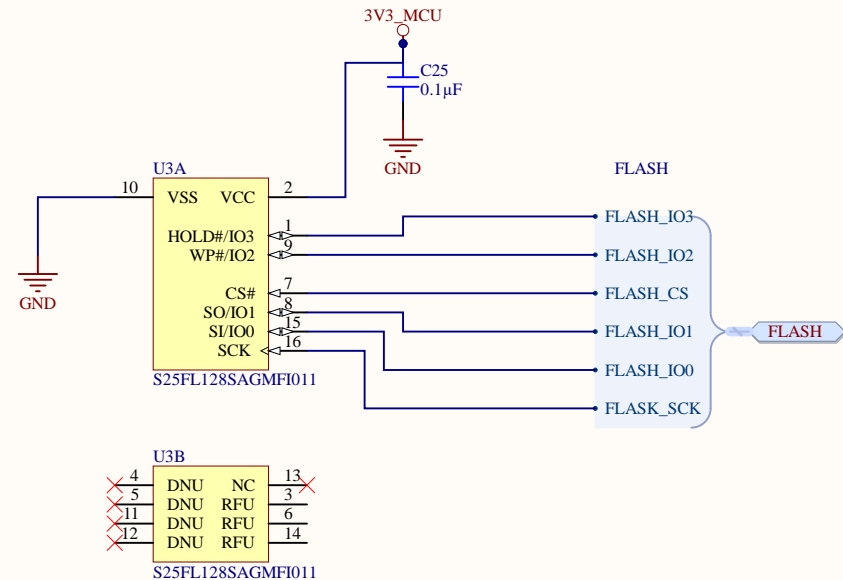 3V3_MCU
C25
0.1µF
GND
U3A
FLASH
10 VSS VCC 2
HOLD#/IO3 1 FLASH_IO3
WP#/IO2 9 FLASH_IO2
GND
CS# 7 FLASH_CS
SO/IO1 8 FLASH_IO1
FLASH
SI/IO0 15 FLASH_IO0
SCK 16 FLASK_SCK
S25FL128SAGMFI011
U3B
4 DNU NC 13
5 DNU RFU 3
11 DNU RFU 6
12 DNU RFU 14
S25FL128SAGMFI011